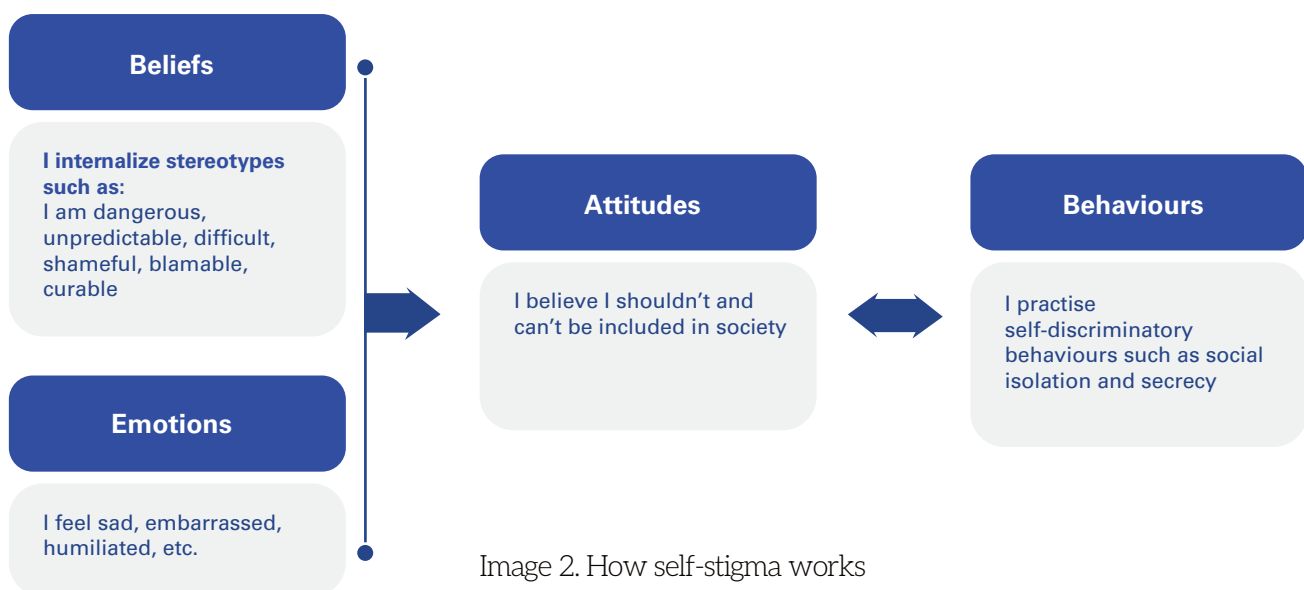 Beliefs
I internalize stereotypes
such as:
I am dangerous,
unpredictable, difficult,
shameful, blamable,
curable
Emotions
I feel sad, embarrassed,
humiliated, etc.
Attitudes
I believe I shouldn’t and
can’t be included in society
Behaviours
I practise
self-discriminatory
behaviours such as social
isolation and secrecy
Image 2. How self-stigma works